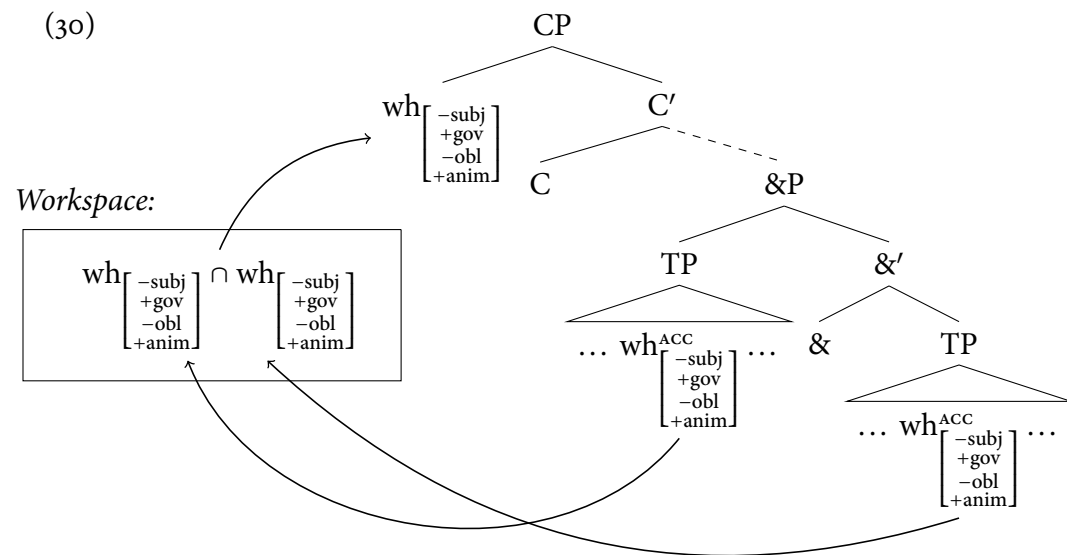 (30)
CP
wh[−subj +gov −obl +anim]
C′
C
&P
Workspace:
TP
&′
wh[−subj +gov −obl +anim] ∩ wh[−subj +gov −obl +anim]
… wh^ACC[−subj +gov −obl +anim] …
&
TP
… wh^ACC[−subj +gov −obl +anim] …